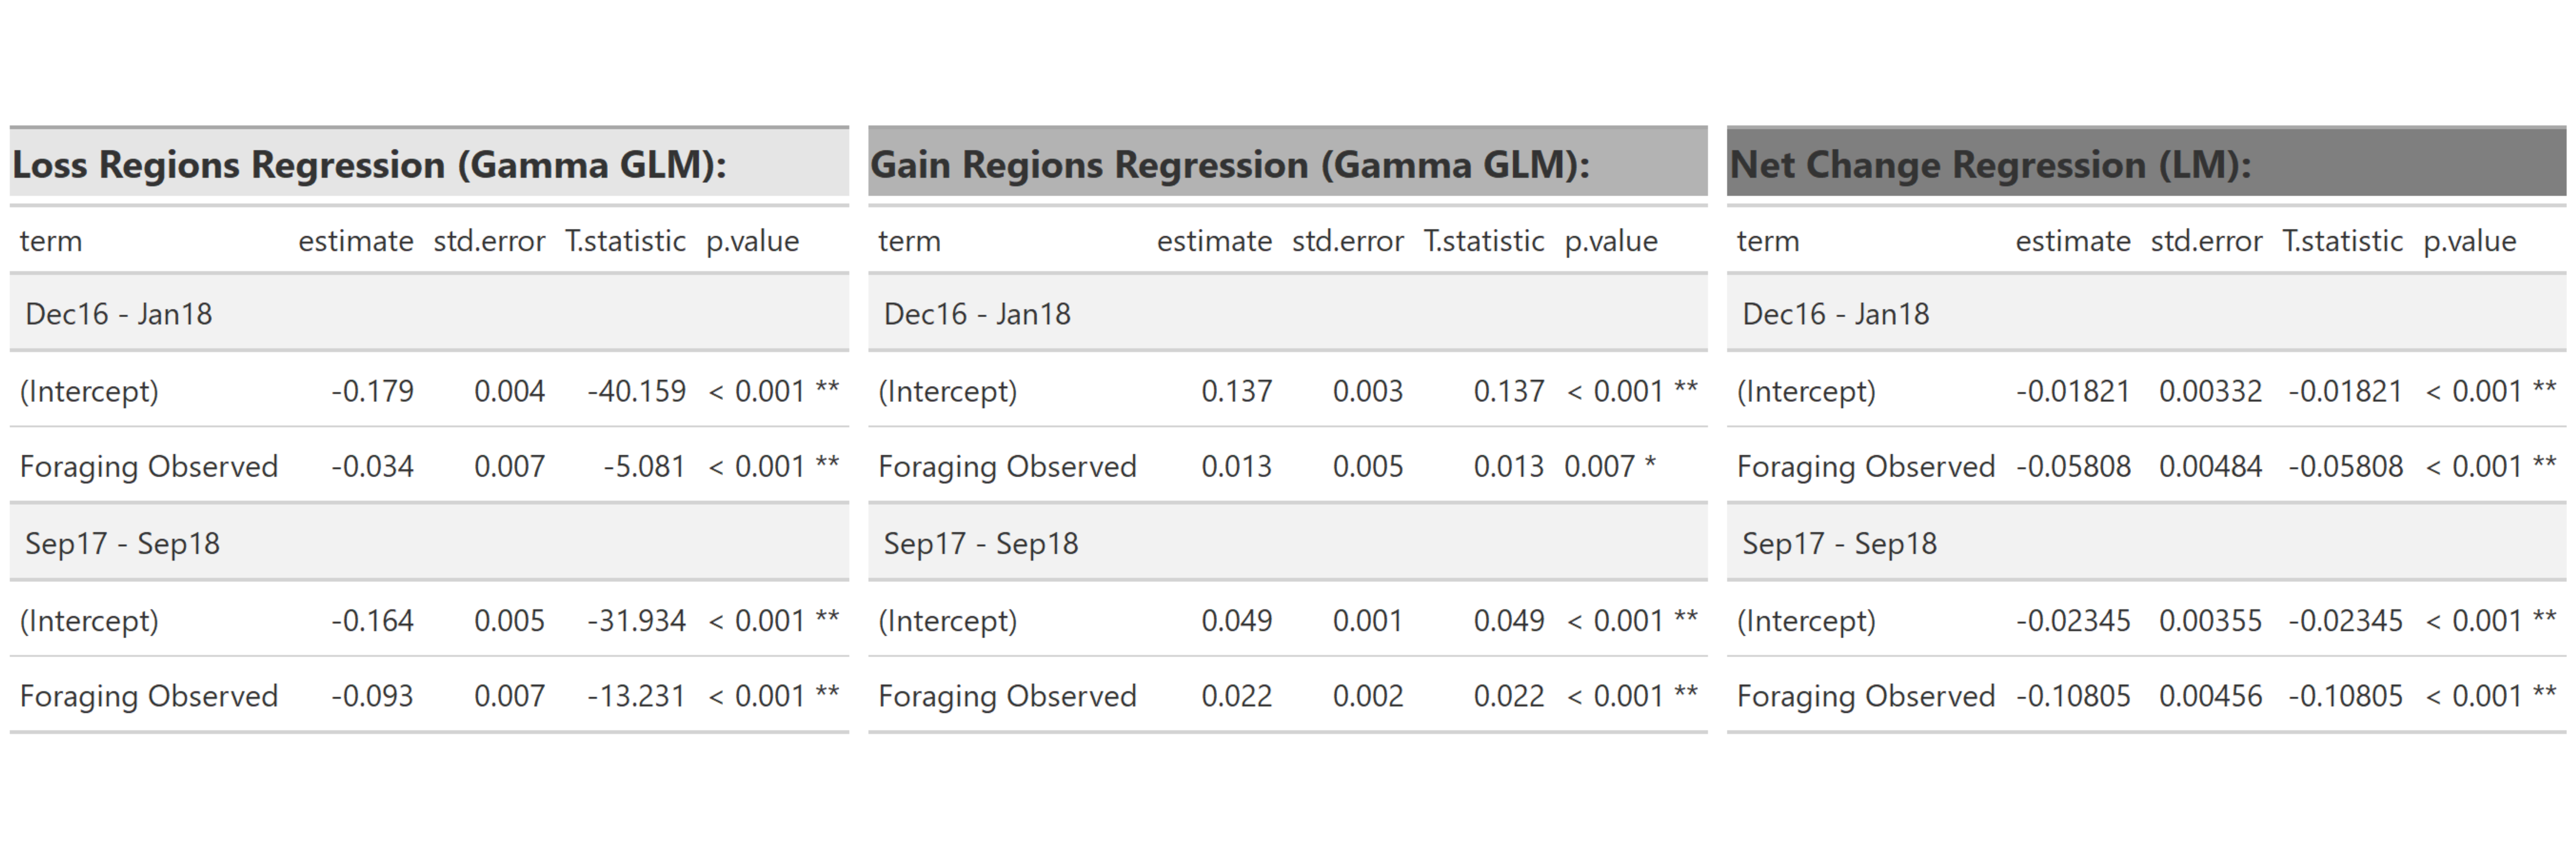 Loss Regions Regression (Gamma GLM):
term estimate std.error T.statistic p.value
Dec16 - Jan18
(Intercept) -0.179 0.004 -40.159 < 0.001 **
Foraging Observed -0.034 0.007 -5.081 < 0.001 **
Sep17 - Sep18
(Intercept) -0.164 0.005 -31.934 < 0.001 **
Foraging Observed -0.093 0.007 -13.231 < 0.001 **
Gain Regions Regression (Gamma GLM):
term estimate std.error T.statistic p.value
Dec16 - Jan18
(Intercept) 0.137 0.003 0.137 < 0.001 **
Foraging Observed 0.013 0.005 0.013 0.007 *
Sep17 - Sep18
(Intercept) 0.049 0.001 0.049 < 0.001 **
Foraging Observed 0.022 0.002 0.022 < 0.001 **
Net Change Regression (LM):
term estimate std.error T.statistic p.value
Dec16 - Jan18
(Intercept) -0.01821 0.00332 -0.01821 < 0.001 **
Foraging Observed -0.05808 0.00484 -0.05808 < 0.001 **
Sep17 - Sep18
(Intercept) -0.02345 0.00355 -0.02345 < 0.001 **
Foraging Observed -0.10805 0.00456 -0.10805 < 0.001 **